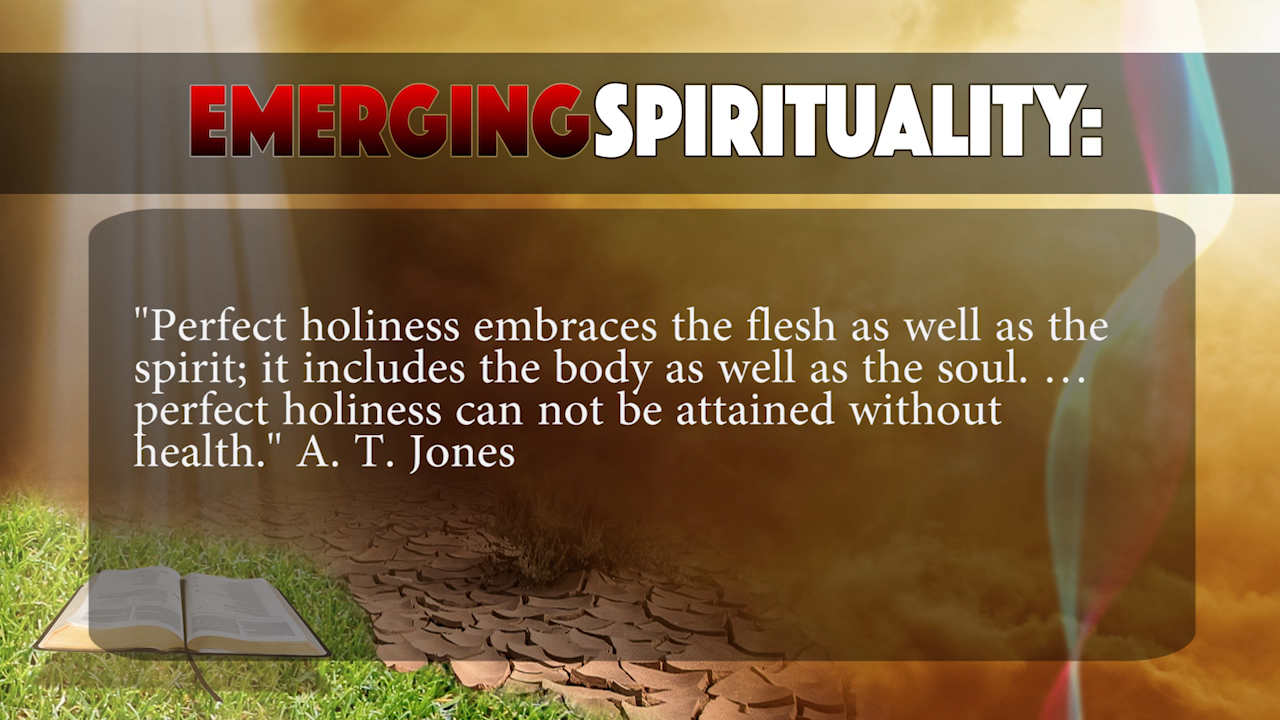 EMERGINGSPIRITUALITY:
"Perfect holiness embraces the flesh as well as the
spirit; it includes the body as well as the soul. …
perfect holiness can not be attained without
health." A. T. Jones